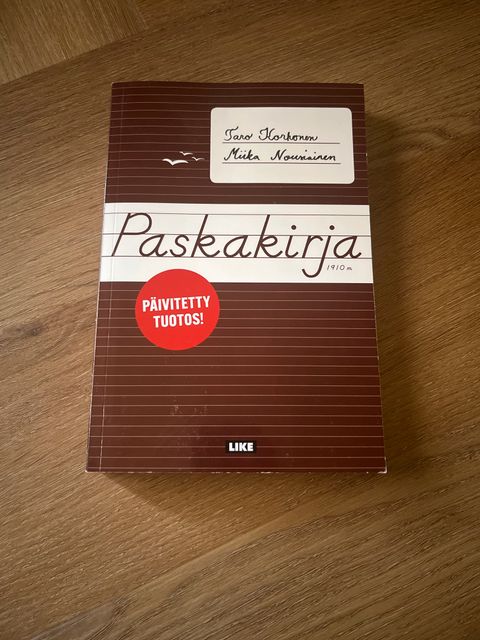 Taro Korhonen
Miika Nousiainen
Paskakirja
1910 m
PÄIVITETTY
TUOTOS!
LIKE